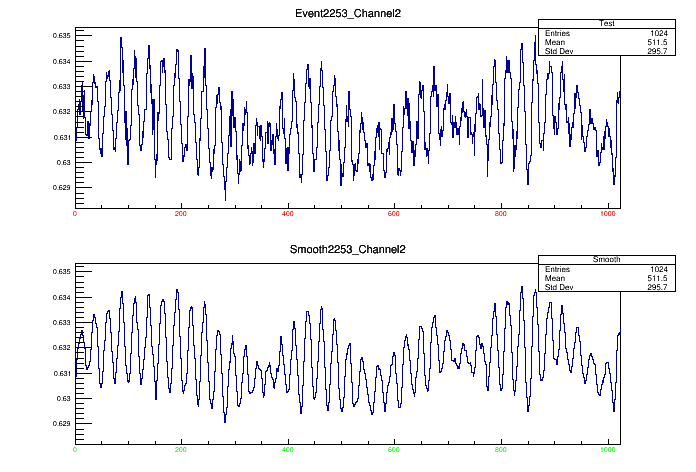 Event2253_Channel2
Test
Entries 1024
Mean 511.5
Std Dev 295.7
0.635
0.634
0.633
0.632
0.631
0.63
0.629
0 200 400 600 800 1000
Smooth2253_Channel2
Smooth
Entries 1024
Mean 511.5
Std Dev 295.7
0.635
0.634
0.633
0.632
0.631
0.63
0.629
0 200 400 600 800 1000